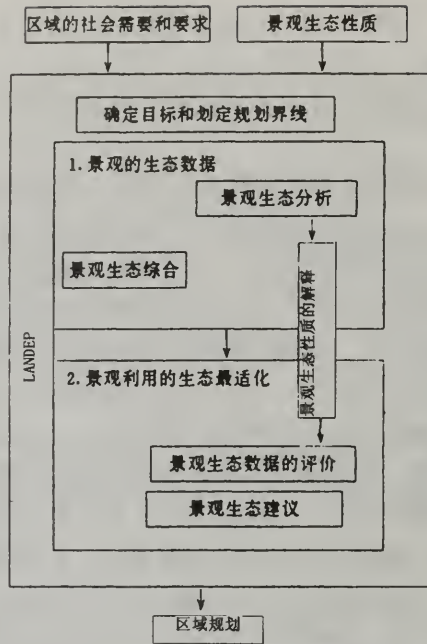 区域的社会需要和要求
景观生态性质
确定目标和划定规划界线
1.景观的生态数据
景观生态分析
景观生态综合
景观生态性质的解释
LANDEP
2.景观利用的生态最适化
景观生态数据的评价
景观生态建议
区域规划